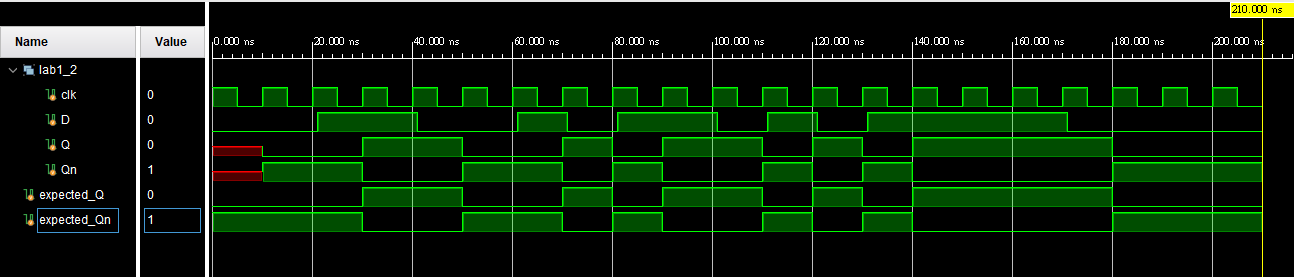 210.000 ns
Name Value
0.000 ns 20.000 ns 40.000 ns 60.000 ns 80.000 ns 100.000 ns 120.000 ns 140.000 ns 160.000 ns 180.000 ns 200.000 ns
lab1_2
clk 0
D 0
Q 0
Qn 1
expected_Q 0
expected_Qn 1